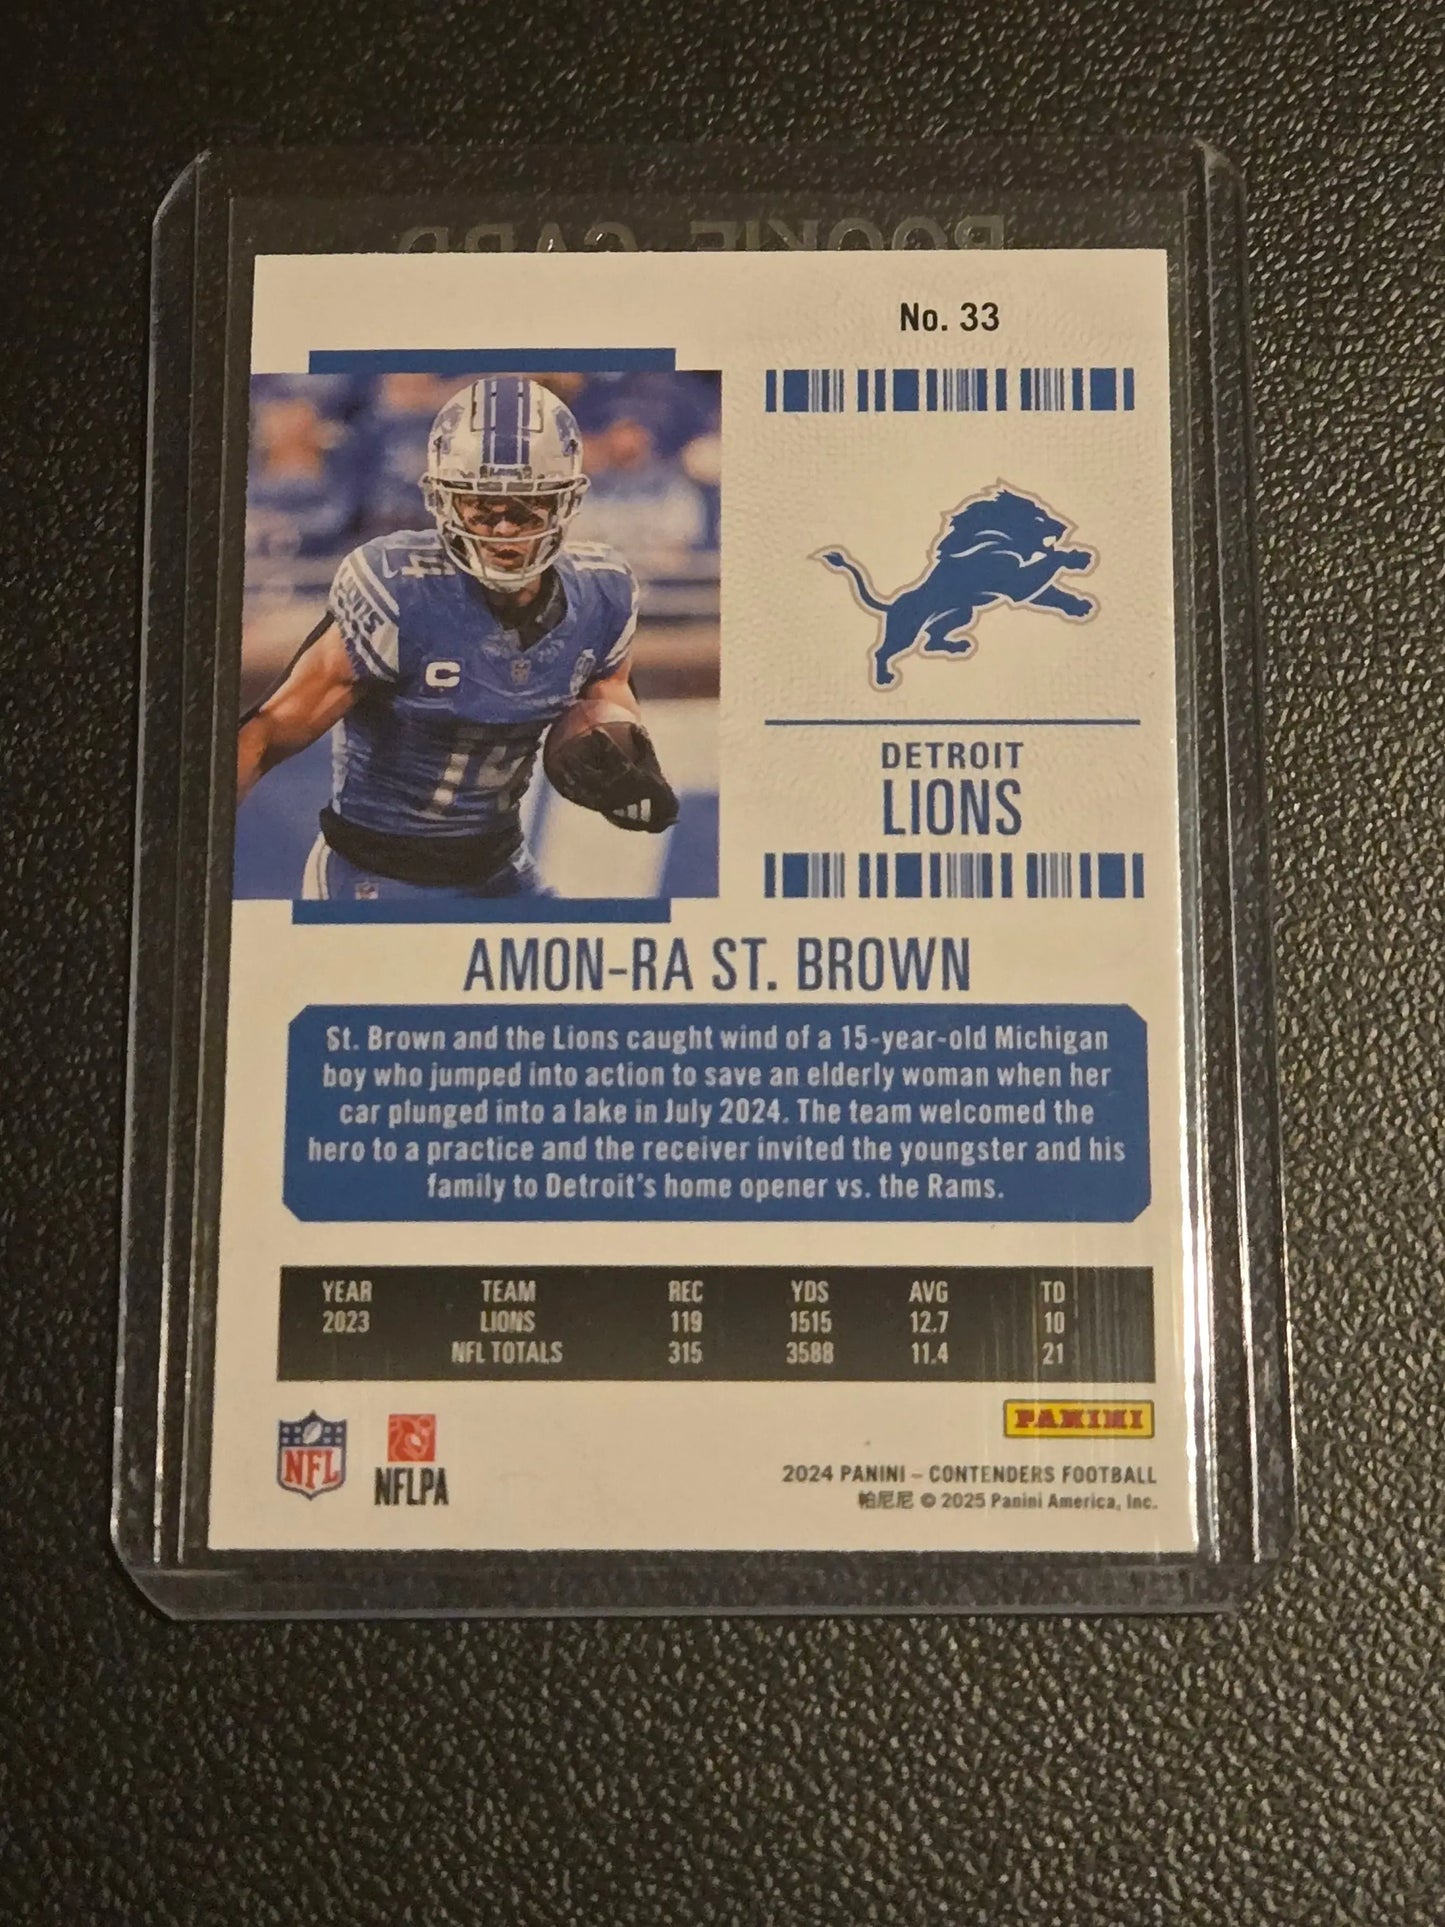 ROOKIE CARD
No. 33
14
LIONS
C
14
DETROIT
LIONS
AMON-RA ST. BROWN
St. Brown and the Lions caught wind of a 15-year-old Michigan
boy who jumped into action to save an elderly woman when her
car plunged into a lake in July 2024. The team welcomed the
hero to a practice and the receiver invited the youngster and his
family to Detroit's home opener vs. the Rams.
YEAR TEAM REC YDS AVG TD
2023 LIONS 119 1515 12.7 10
NFL TOTALS 315 3588 11.4 21
PANINI
NFL
NFLPA
2024 PANINI – CONTENDERS FOOTBALL
帕尼尼 © 2025 Panini America, Inc.